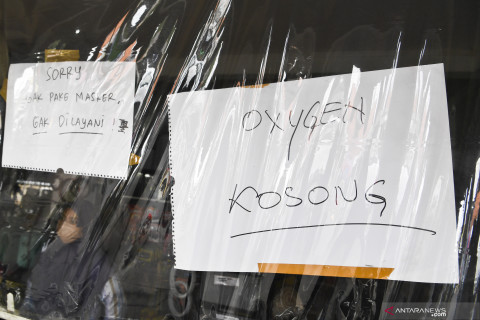 SORRY
GAK PAKE MASKER,
GAK DILAYANI !
OXYGEN
KOSONG
ANTARANEWS
.com